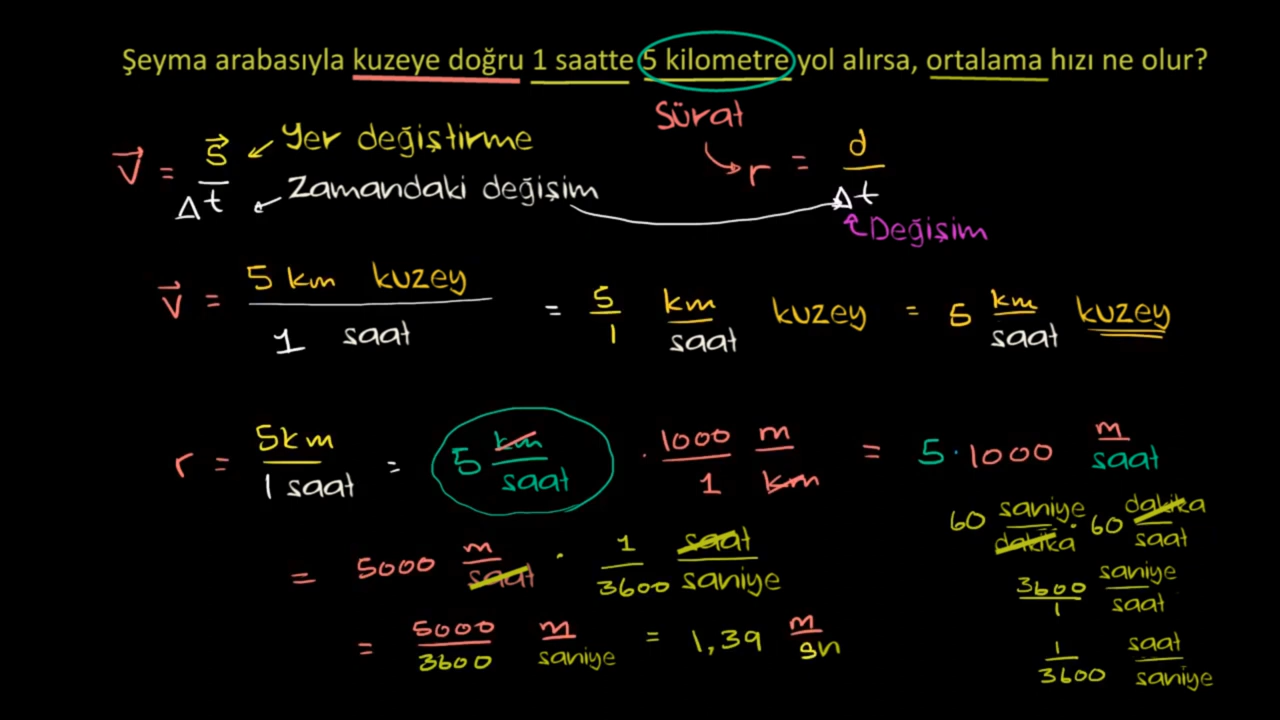 Şeyma arabasıyla kuzeye doğru 1 saatte 5 kilometre yol alırsa, ortalama hızı ne olur?
Sürat
v = s / Δt
Yer değiştirme
Zamandaki değişim
r = d / Δt
Değişim
v = 5 km kuzey / 1 saat = 5/1 km/saat kuzey = 5 km/saat kuzey
r = 5km / 1 saat = 5 km/saat . 1000/1 m/km = 5 . 1000 m/saat
60 saniye/dakika . 60 dakika/saat
= 5000 m/saat . 1/3600 saat/saniye
3600/1 saniye/saat
= 5000/3600 m/saniye = 1,39 m/sn
1/3600 saat/saniye